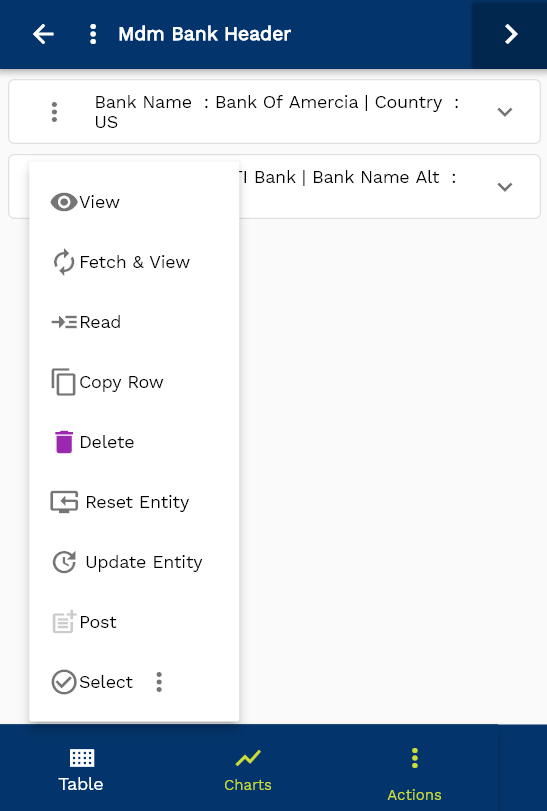 Mdm Bank Header
Bank Name : Bank Of Amercia | Country :
US
Bank | Bank Name Alt :
View
Fetch & View
Read
Copy Row
Delete
Reset Entity
Update Entity
Post
Select
Table
Charts
Actions